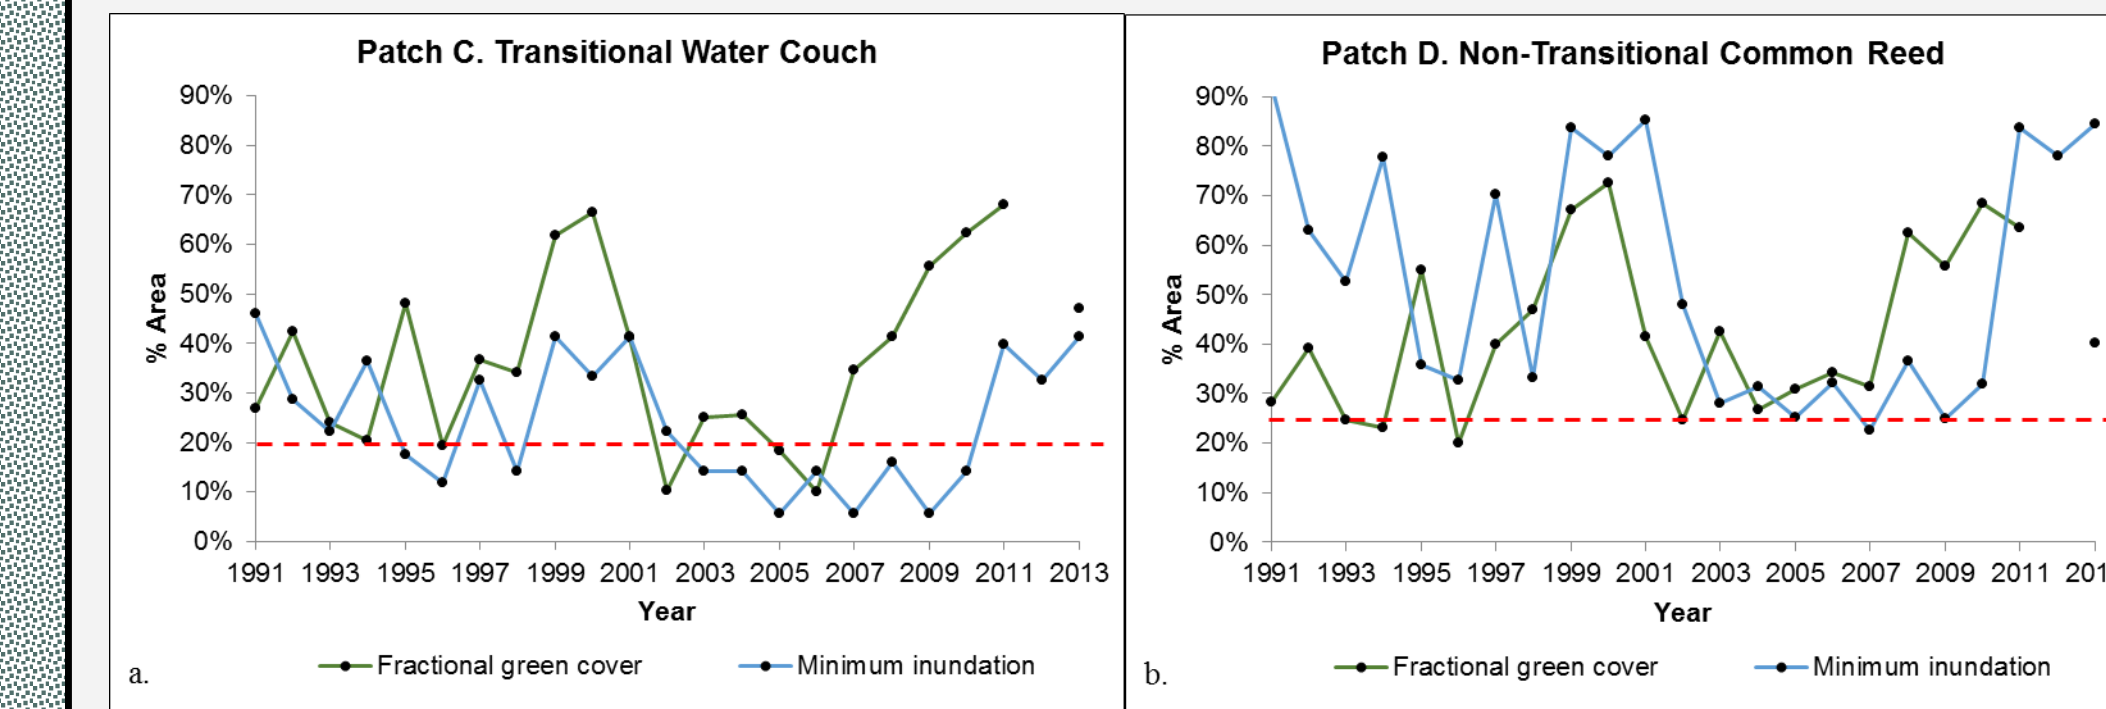 Patch C. Transitional Water Couch
90%
80%
70%
60%
50%
40%
30%
20%
10%
0%
% Area
1991 1993 1995 1997 1999 2001 2003 2005 2007 2009 2011 2013
Year
Fractional green cover Minimum inundation
a.
Patch D. Non-Transitional Common Reed
90%
80%
70%
60%
50%
40%
30%
20%
10%
0%
% Area
1991 1993 1995 1997 1999 2001 2003 2005 2007 2009 2011 201
Year
Fractional green cover Minimum inundation
b.